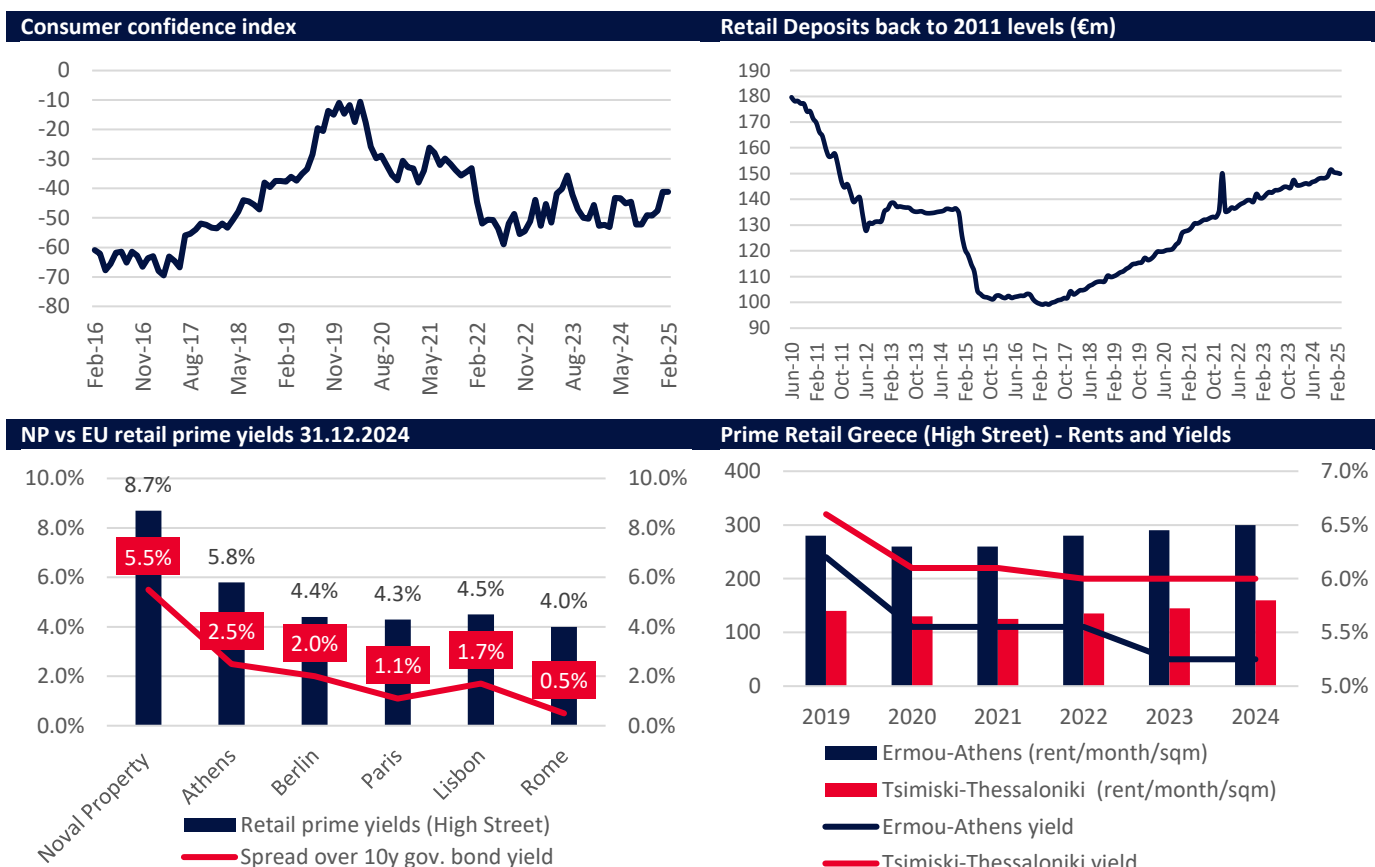 Consumer confidence index
0
-10
-20
-30
-40
-50
-60
-70
-80
Feb-16
Nov-16
Aug-17
May-18
Feb-19
Nov-19
Aug-20
May-21
Feb-22
Nov-22
Aug-23
May-24
Feb-25
Retail Deposits back to 2011 levels (€m)
190
180
170
160
150
140
130
120
110
100
90
Jun-10
Feb-11
Oct-11
Jun-12
Feb-13
Oct-13
Jun-14
Feb-15
Oct-15
Jun-16
Feb-17
Oct-17
Jun-18
Feb-19
Oct-19
Jun-20
Feb-21
Oct-21
Jun-22
Feb-23
Oct-23
Jun-24
Feb-25
NP vs EU retail prime yields 31.12.2024
10.0%
8.0%
6.0%
4.0%
2.0%
0.0%
8.7%
5.8%
4.4%
4.3%
4.5%
4.0%
5.5%
2.5%
2.0%
1.1%
1.7%
0.5%
10.0%
8.0%
6.0%
4.0%
2.0%
0.0%
Noval Property
Athens
Berlin
Paris
Lisbon
Rome
Retail prime yields (High Street)
Spread over 10y gov. bond yield
Prime Retail Greece (High Street) - Rents and Yields
400
300
200
100
0
7.0%
6.5%
6.0%
5.5%
5.0%
2019 2020 2021 2022 2023 2024
Ermou-Athens (rent/month/sqm)
Tsimiski-Thessaloniki (rent/month/sqm)
Ermou-Athens yield
Tsimiski-Thessaloniki yield